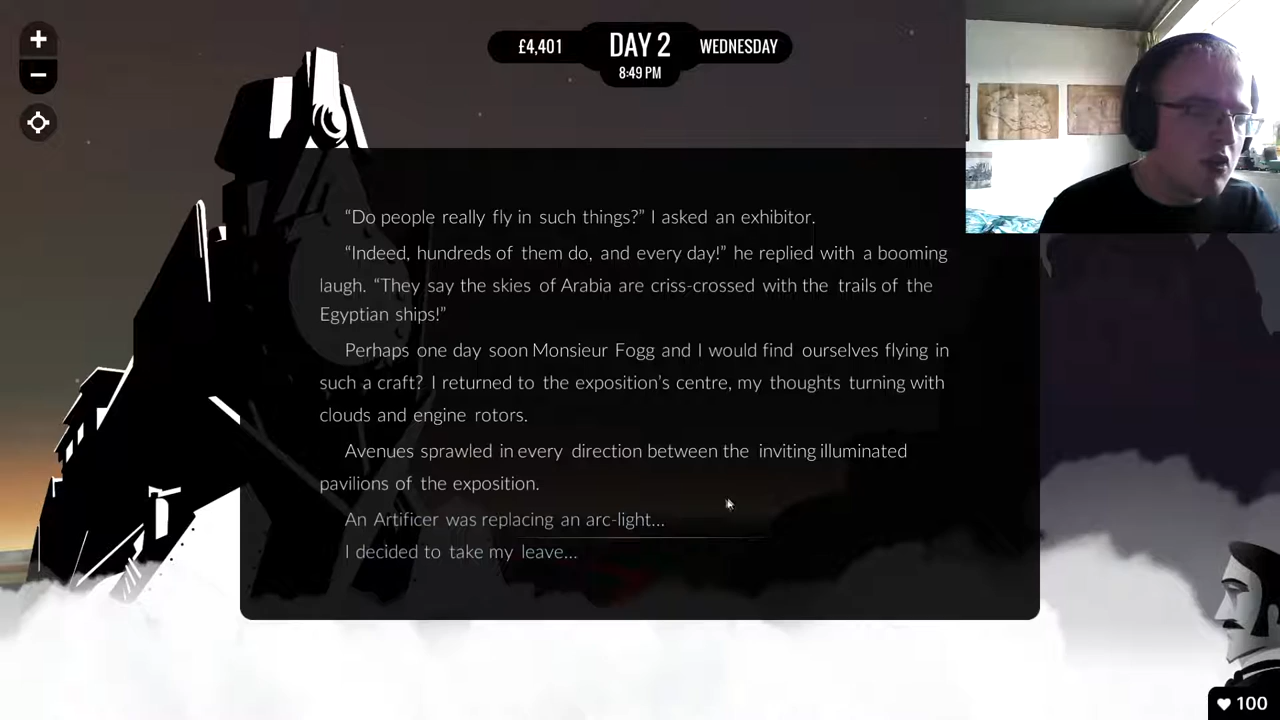 £4,401
DAY 2
WEDNESDAY
8:49 PM
“Do people really fly in such things?” I asked an exhibitor.
“Indeed, hundreds of them do, and every day!” he replied with a booming
laugh. “They say the skies of Arabia are criss-crossed with the trails of the
Egyptian ships!”
Perhaps one day soon Monsieur Fogg and I would find ourselves flying in
such a craft? I returned to the exposition’s centre, my thoughts turning with
clouds and engine rotors.
Avenues sprawled in every direction between the inviting illuminated
pavilions of the exposition.
An Artificer was replacing an arc-light...
I decided to take my leave...
100